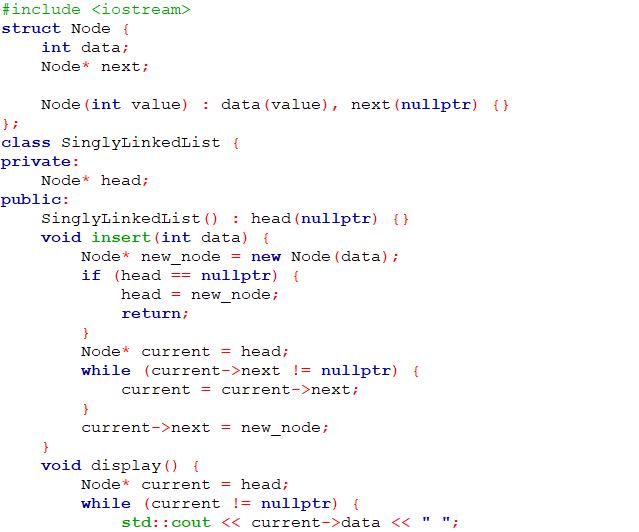 #include <iostream>
struct Node {
    int data;
    Node* next;

    Node(int value) : data(value), next(nullptr) {}
};
class SinglyLinkedList {
private:
    Node* head;
public:
    SinglyLinkedList() : head(nullptr) {}
    void insert(int data) {
        Node* new_node = new Node(data);
        if (head == nullptr) {
            head = new_node;
            return;
        }
        Node* current = head;
        while (current->next != nullptr) {
            current = current->next;
        }
        current->next = new_node;
    }
    void display() {
        Node* current = head;
        while (current != nullptr) {
            std::cout << current->data << " ";